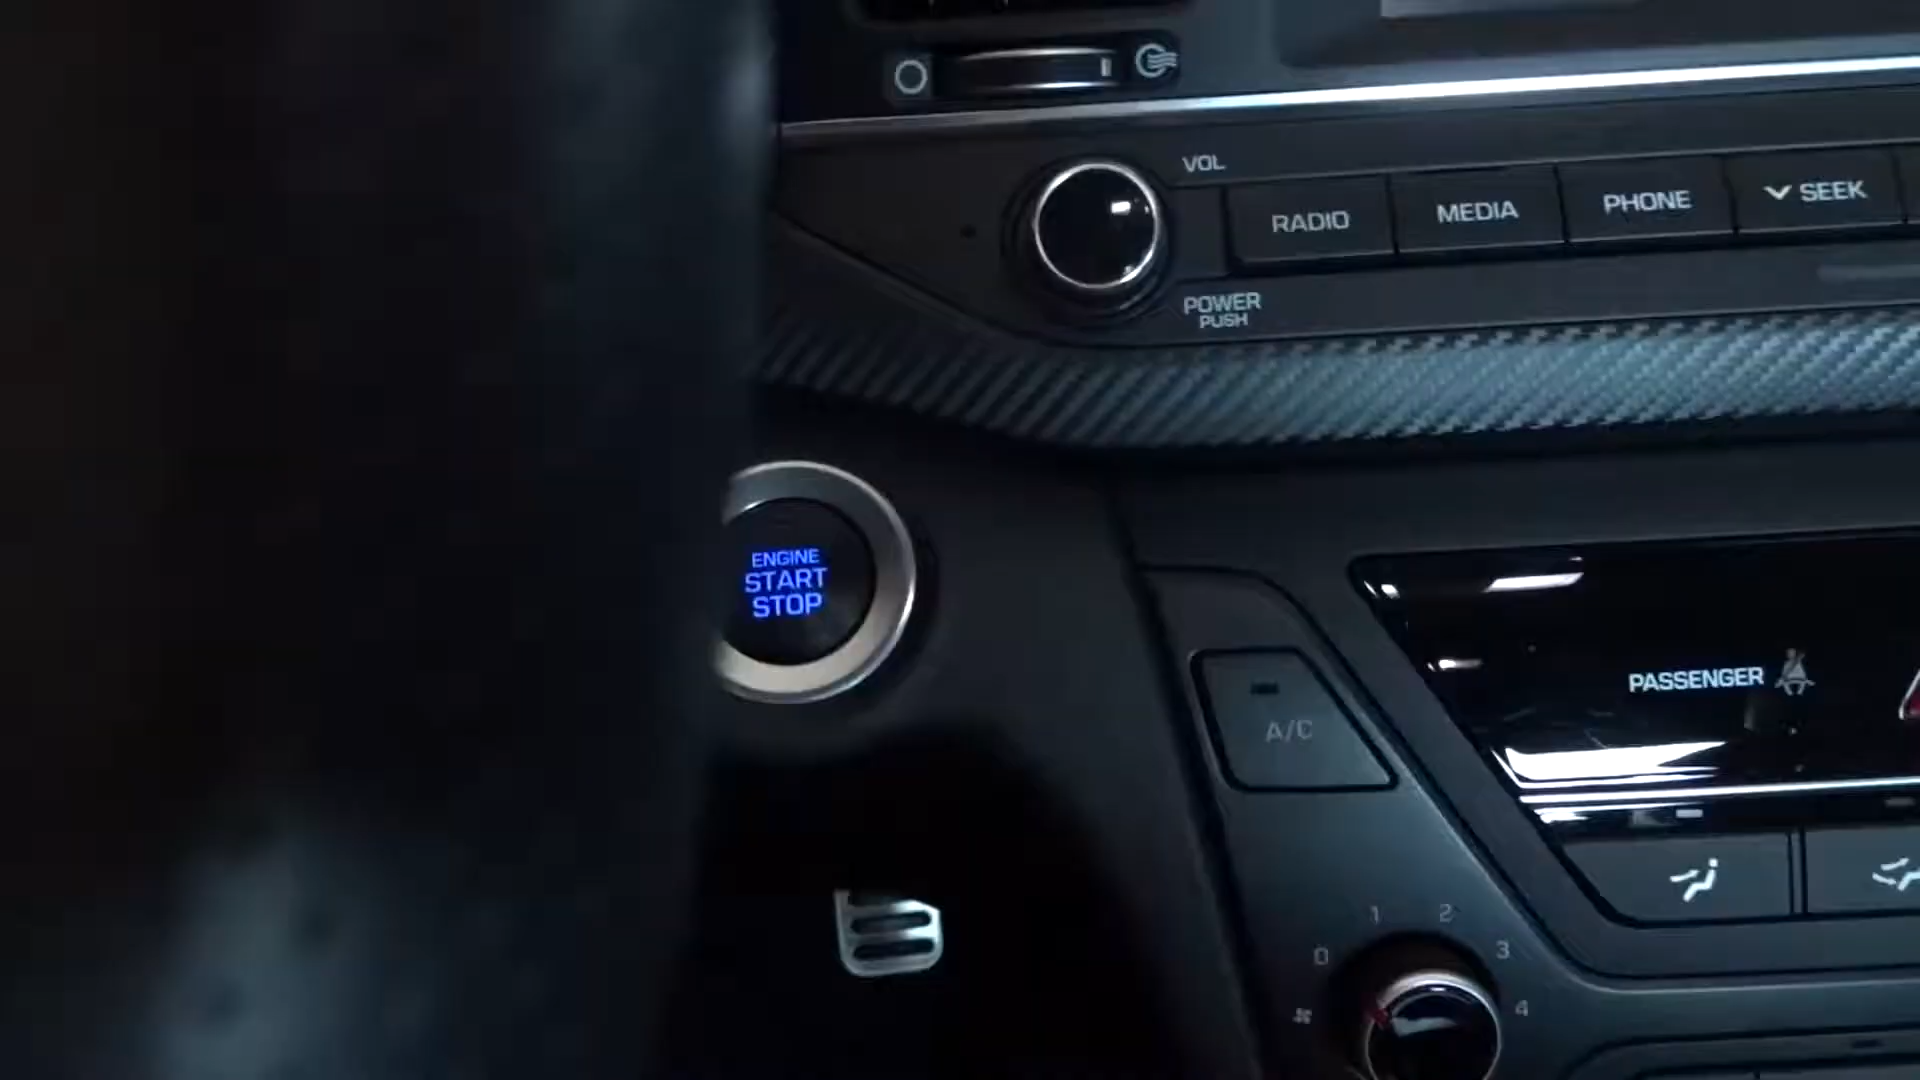 VOL
RADIO
MEDIA
PHONE
SEEK
POWER
PUSH
ENGINE
START
STOP
PASSENGER
A/C
0
1
2
3
4